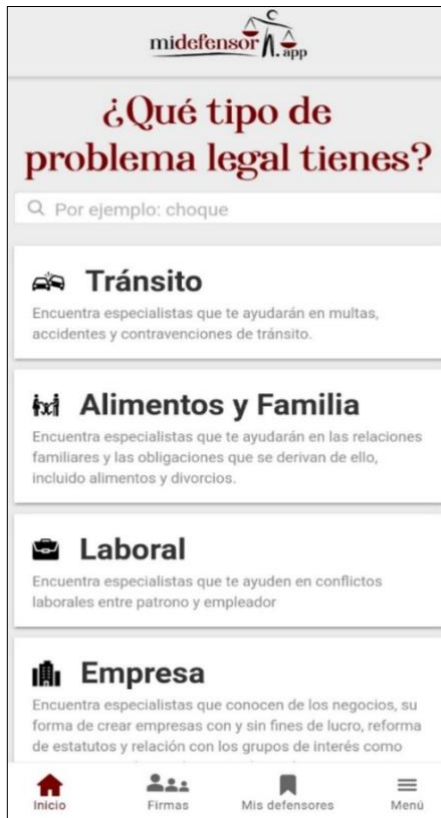 midefensor.app
¿Qué tipo de
problema legal tienes?
Por ejemplo: choque
Tránsito
Encuentra especialistas que te ayudarán en multas,
accidentes y contravenciones de tránsito.
Alimentos y Familia
Encuentra especialistas que te ayudarán en las relaciones
familiares y las obligaciones que se derivan de ello,
incluido alimentos y divorcios.
Laboral
Encuentra especialistas que te ayuden en conflictos
laborales entre patrono y empleador
Empresa
Encuentra especialistas que conocen de los negocios, su
forma de crear empresas con y sin fines de lucro, reforma
de estatutos y relación con los grupos de interés como
Inicio Firmas Mis defensores Menú